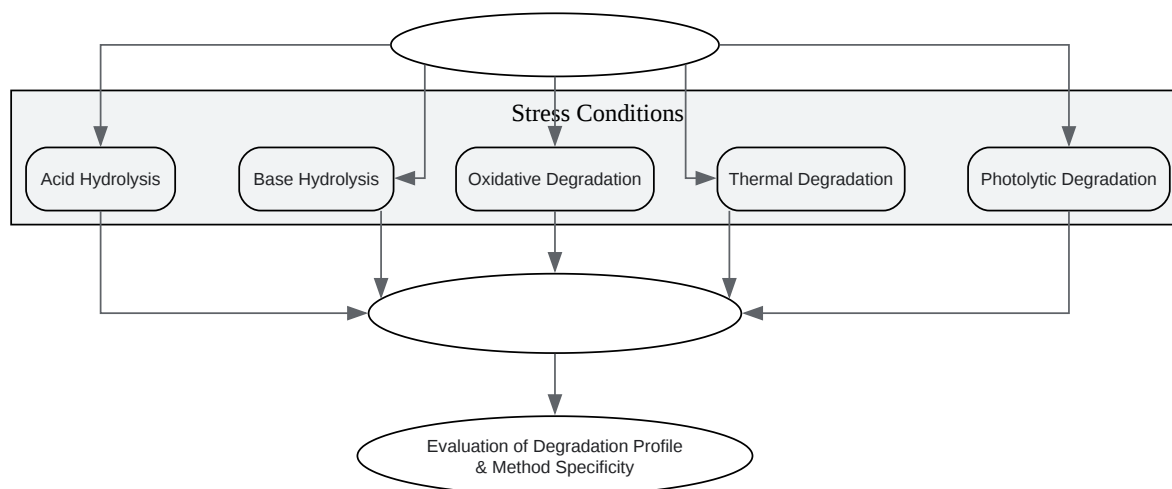 Stress Conditions
Acid Hydrolysis
Base Hydrolysis
Oxidative Degradation
Thermal Degradation
Photolytic Degradation
Evaluation of Degradation Profile
& Method Specificity